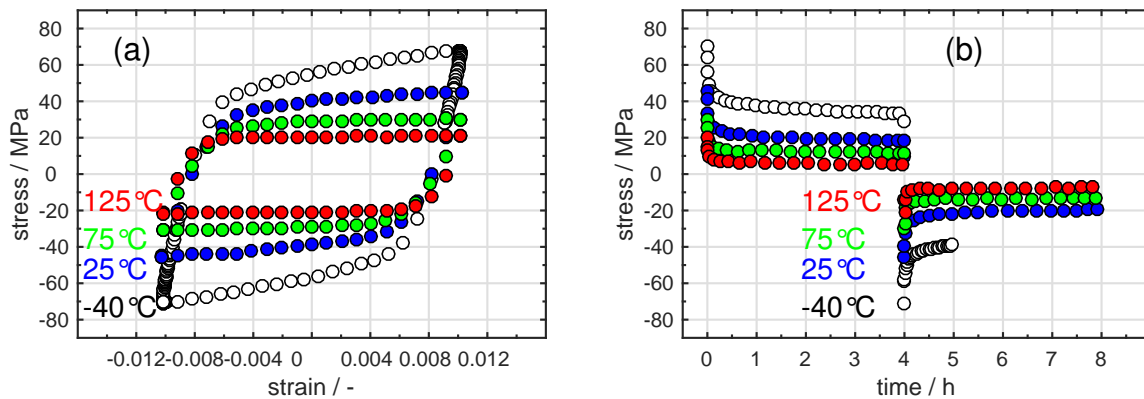 (a)
stress / MPa
80
60
40
20
0
-20
-40
-60
-80
125°C
75°C
25°C
-40°C
-0.012 -0.008 -0.004 0 0.004 0.008 0.012
strain / -
(b)
stress / MPa
80
60
40
20
0
-20
-40
-60
-80
125°C
75°C
25°C
-40°C
0 1 2 3 4 5 6 7 8
time / h